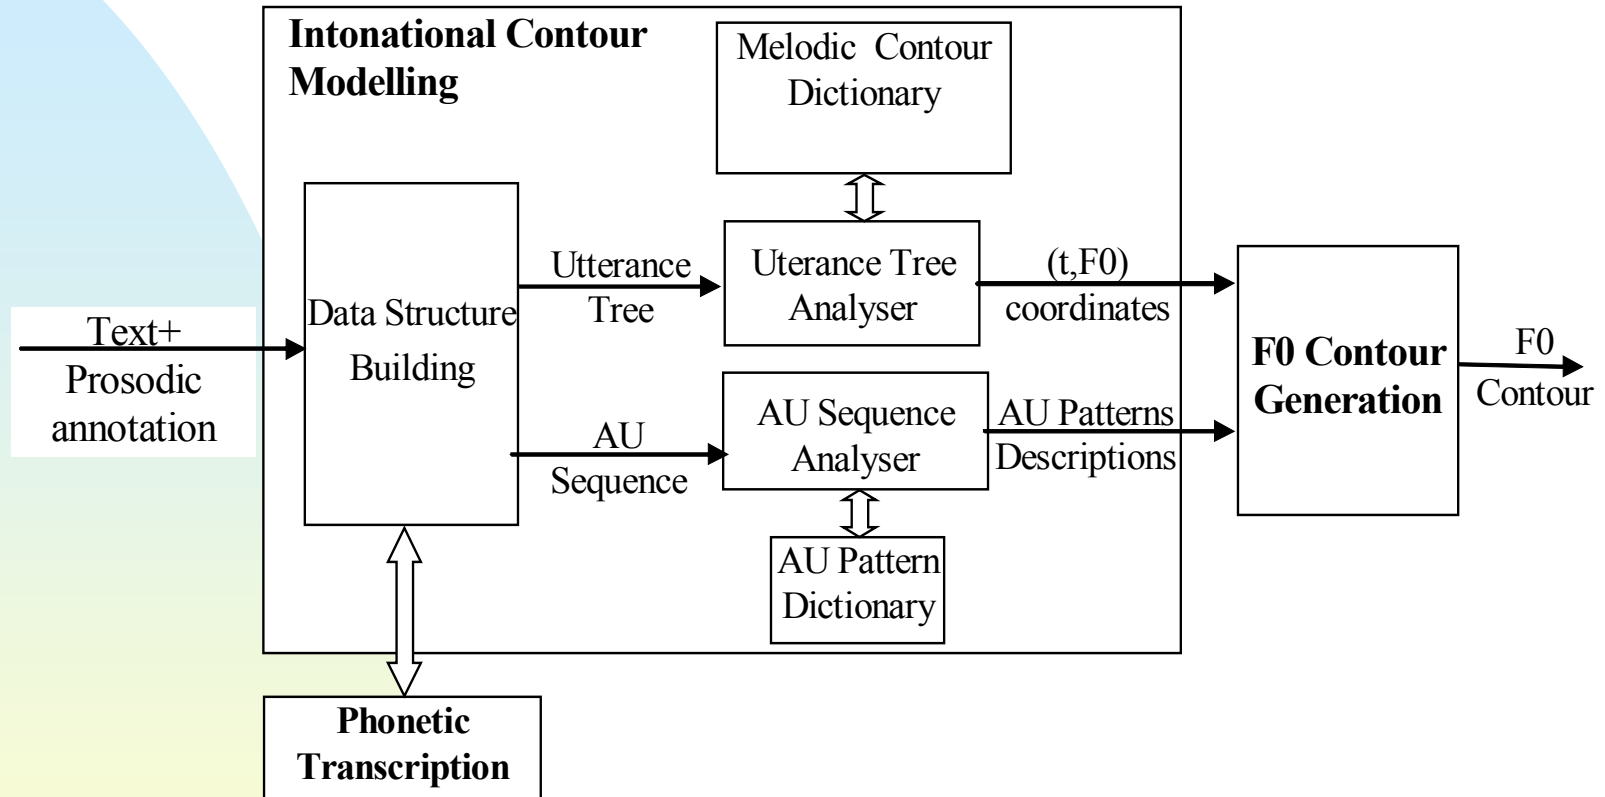 Intonational Contour
Modelling
Melodic Contour
Dictionary
Text+
Prosodic
annotation
Data Structure
Building
Utterance
Tree
Uterance Tree
Analyser
(t,F0)
coordinates
AU
Sequence
AU Sequence
Analyser
AU Patterns
Descriptions
AU Pattern
Dictionary
F0 Contour
Generation
F0
Contour
Phonetic
Transcription